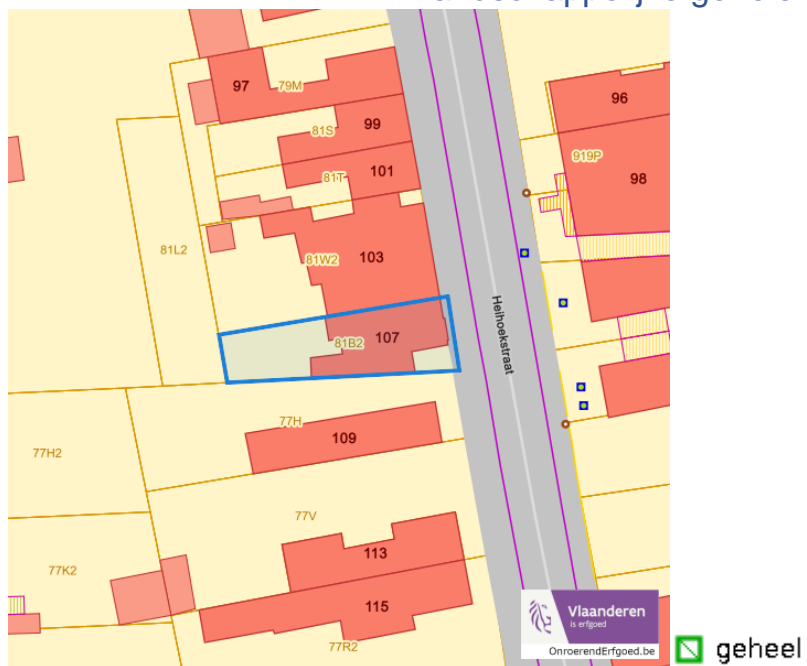 97
79M
96
99
81S
919P
101
81T
98
81L2
103
81W2
Heihoekstraat
107
81B2
77H
109
77H2
77V
113
77K2
115
77R2
Vlaanderen
is erfgoed
OnroerendErfgoed.be
geheel